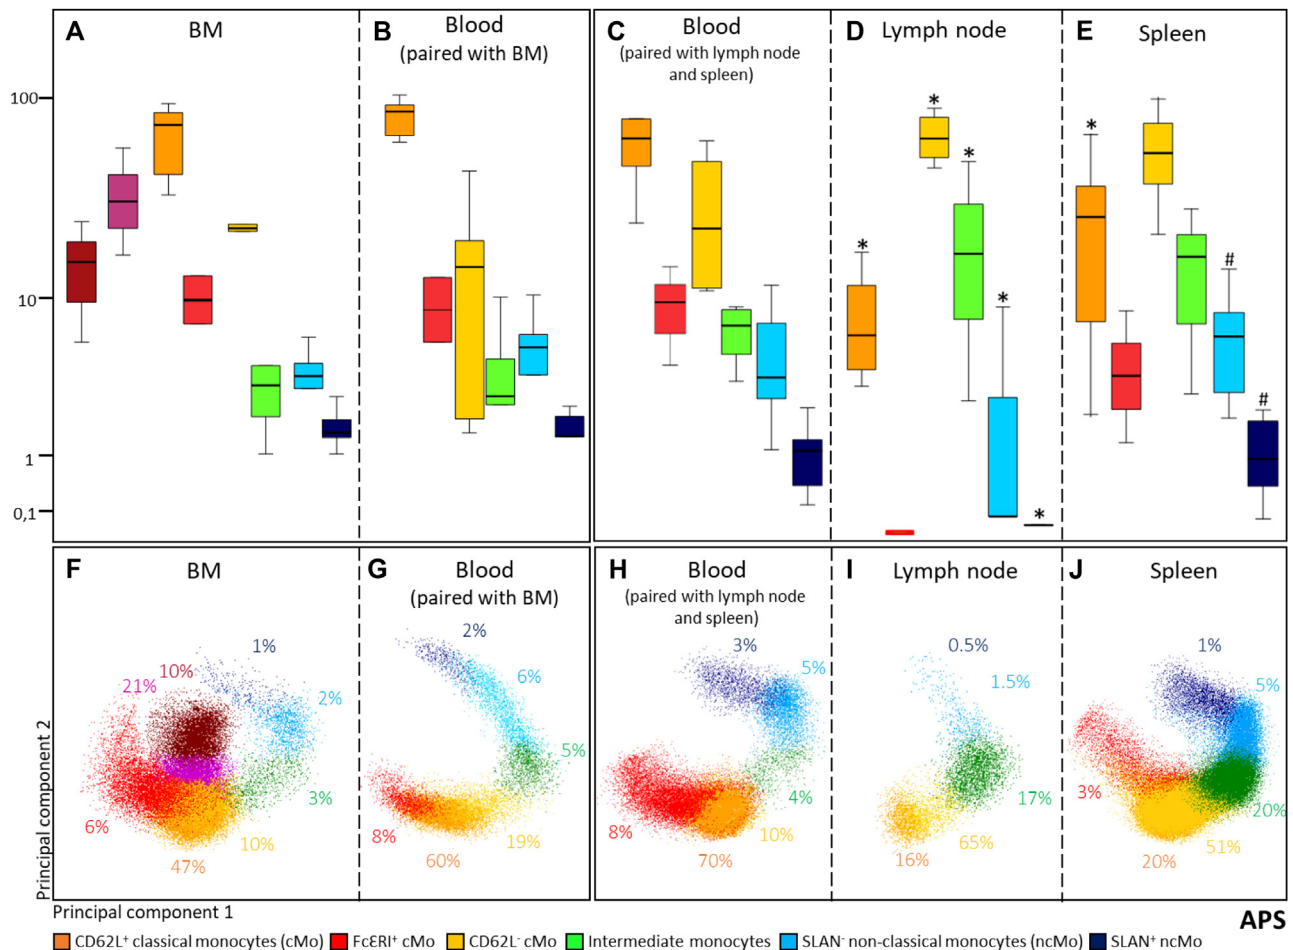 A
BM
B
Blood
(paired with BM)
C
Blood
(paired with lymph node
and spleen)
D
Lymph node
E
Spleen
100
10
1
0,1
*
*
*
*
*
*
#
#
F
BM
1%
10%
21%
2%
3%
6%
10%
47%
G
Blood
(paired with BM)
2%
6%
5%
8%
19%
60%
H
Blood
(paired with lymph node
and spleen)
3%
5%
4%
8%
10%
70%
I
Lymph node
0.5%
1.5%
17%
65%
16%
J
Spleen
1%
5%
3%
20%
51%
20%
Principal component 2
Principal component 1
APS
CD62L⁺ classical monocytes (cMo) FcƐRI⁺ cMo CD62L⁻ cMo Intermediate monocytes SLAN⁻ non-classical monocytes (ncMo) SLAN⁺ ncMo